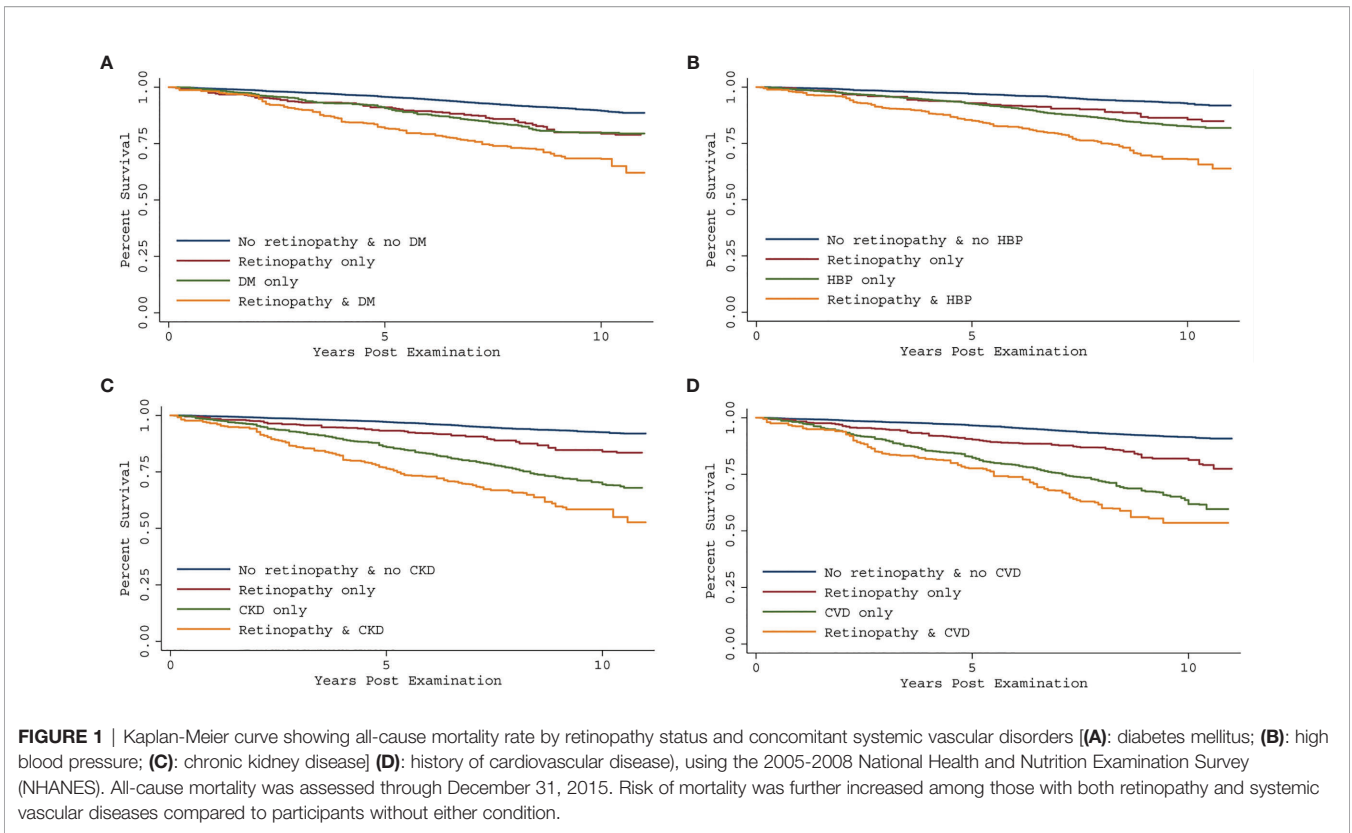 A
Percent Survival
1.00
0.75
0.50
0.25
0.00
No retinopathy & no DM
Retinopathy only
DM only
Retinopathy & DM
0
5
10
Years Post Examination
B
Percent Survival
1.00
0.75
0.50
0.25
0.00
No retinopathy & no HBP
Retinopathy only
HBP only
Retinopathy & HBP
0
5
10
Years Post Examination
C
Percent Survival
1.00
0.75
0.50
0.25
0.00
No retinopathy & no CKD
Retinopathy only
CKD only
Retinopathy & CKD
0
5
10
Years Post Examination
D
Percent Survival
1.00
0.75
0.50
0.25
0.00
No retinopathy & no CVD
Retinopathy only
CVD only
Retinopathy & CVD
0
5
10
Years Post Examination
FIGURE 1 | Kaplan-Meier curve showing all-cause mortality rate by retinopathy status and concomitant systemic vascular disorders [(A): diabetes mellitus; (B): high
blood pressure; (C): chronic kidney disease] (D): history of cardiovascular disease), using the 2005-2008 National Health and Nutrition Examination Survey
(NHANES). All-cause mortality was assessed through December 31, 2015. Risk of mortality was further increased among those with both retinopathy and systemic
vascular diseases compared to participants without either condition.